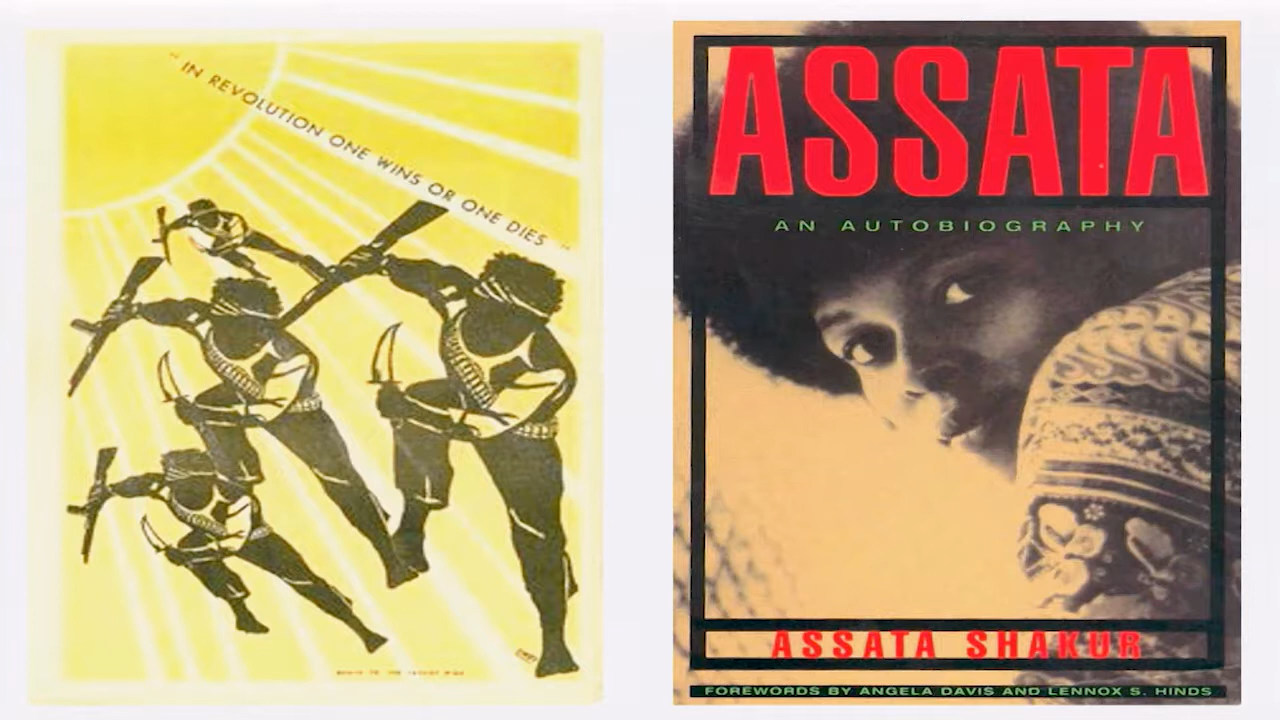 “ IN REVOLUTION ONE WINS OR ONE DIES ”
ASSATA
AN AUTOBIOGRAPHY
ASSATA SHAKUR
FOREWORDS BY ANGELA DAVIS AND LENNOX S. HINDS